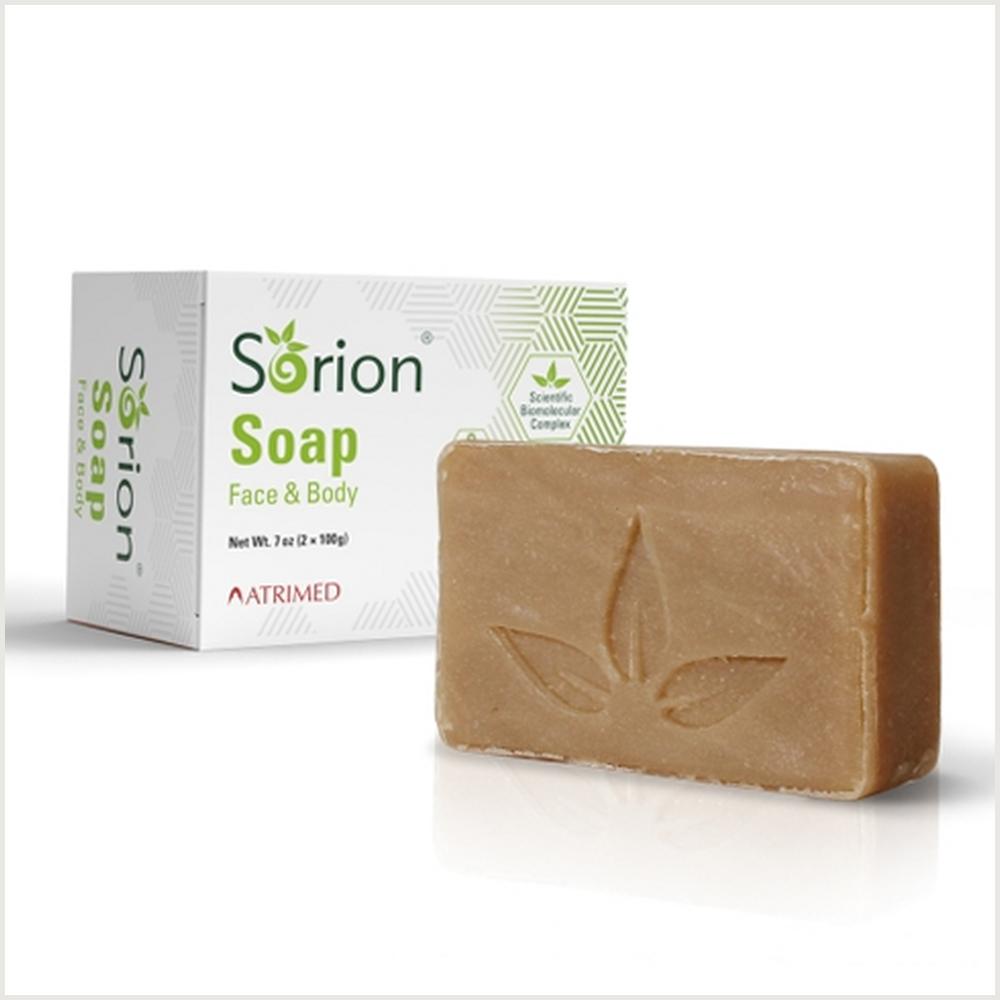 Sorion®
Soap
Face & Body
Sorion®
Soap
Face & Body
Net Wt. 7 oz (2 x 100g)
ATRIMED
Scientific
Biomolecular
Complex